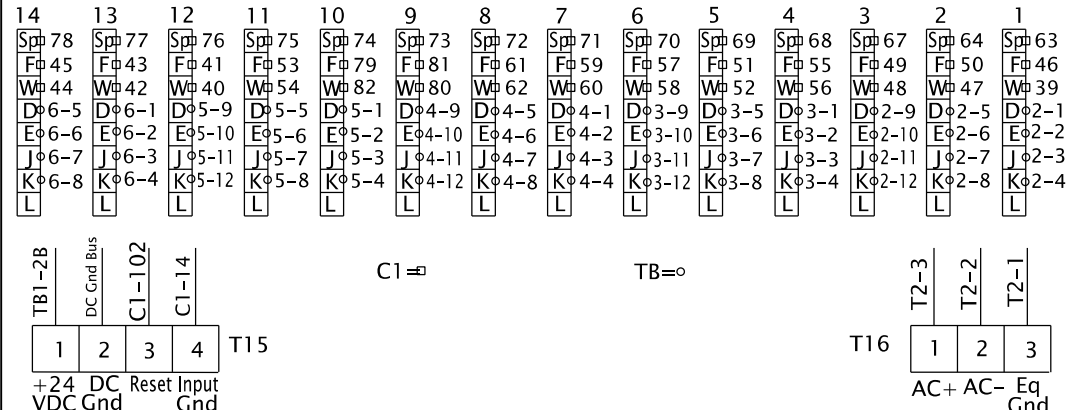 14 13 12 11 10 9 8 7 6 5 4 3 2 1
Sp 78 Sp 77 Sp 76 Sp 75 Sp 74 Sp 73 Sp 72 Sp 71 Sp 70 Sp 69 Sp 68 Sp 67 Sp 64 Sp 63
F 45 F 43 F 41 F 53 F 79 F 81 F 61 F 59 F 57 F 51 F 55 F 49 F 50 F 46
W 44 W 42 W 40 W 54 W 82 W 80 W 62 W 60 W 58 W 52 W 56 W 48 W 47 W 39
D 6-5 D 6-1 D 5-9 D 5-5 D 5-1 D 4-9 D 4-5 D 4-1 D 3-9 D 3-5 D 3-1 D 2-9 D 2-5 D 2-1
E 6-6 E 6-2 E 5-10 E 5-6 E 5-2 E 4-10 E 4-6 E 4-2 E 3-10 E 3-6 E 3-2 E 2-10 E 2-6 E 2-2
J 6-7 J 6-3 J 5-11 J 5-7 J 5-3 J 4-11 J 4-7 J 4-3 J 3-11 J 3-7 J 3-3 J 2-11 J 2-7 J 2-3
K 6-8 K 6-4 K 5-12 K 5-8 K 5-4 K 4-12 K 4-8 K 4-4 K 3-12 K 3-8 K 3-4 K 2-12 K 2-8 K 2-4
L L L L L L L L L L L L L L
TB1-2B DC Gnd Bus C1-102 C1-14 C1= TB= T2-3 T2-2 T2-1
1 2 3 4 T15 T16 1 2 3
+24 DC Reset Input AC+ AC- Eq
VDC Gnd Gnd Gnd